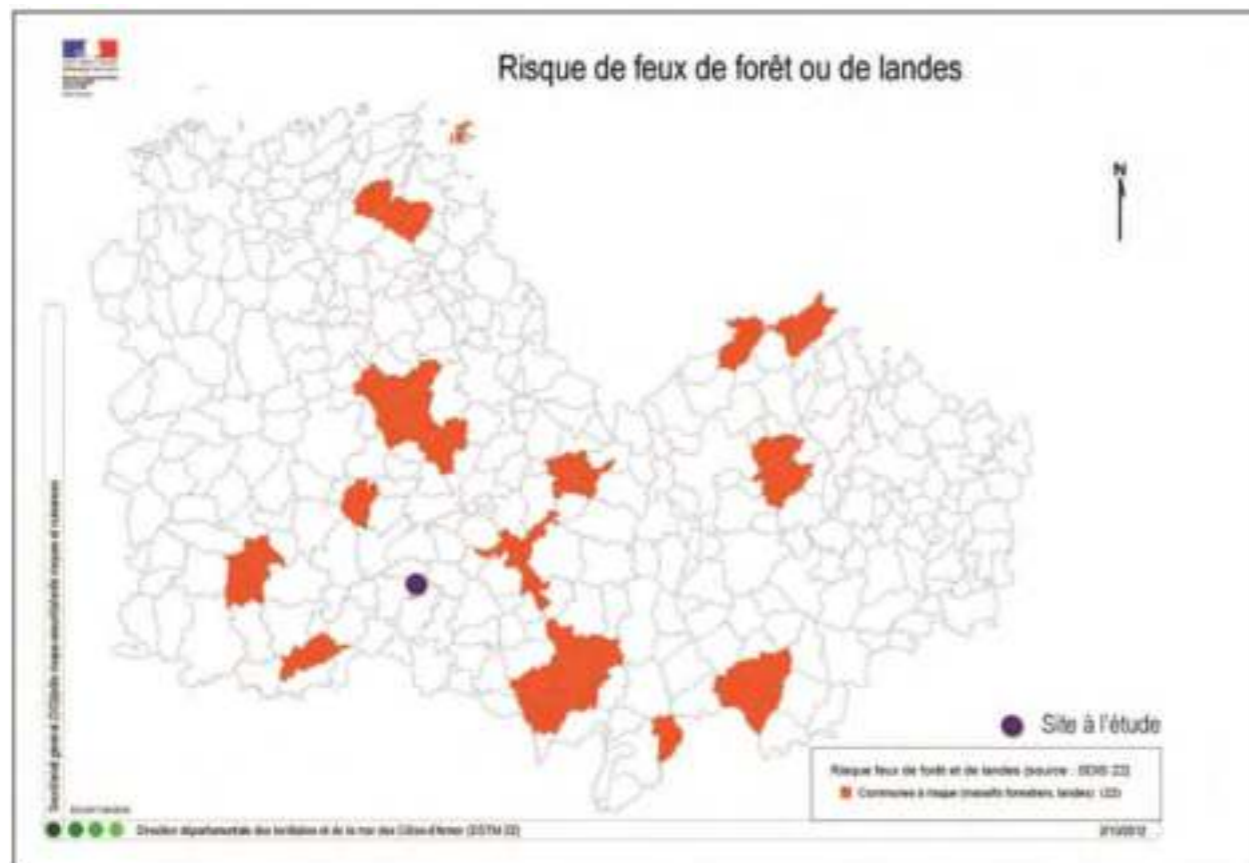 Risque de feux de forêt ou de landes
N
Site à l'étude
Risque feux de forêt et de landes (source : SDIS 22)
Communes à risque (massifs forestiers, landes) (22)
Direction départementale des territoires et de la mer des Côtes-d'Armor (DDTM 22)